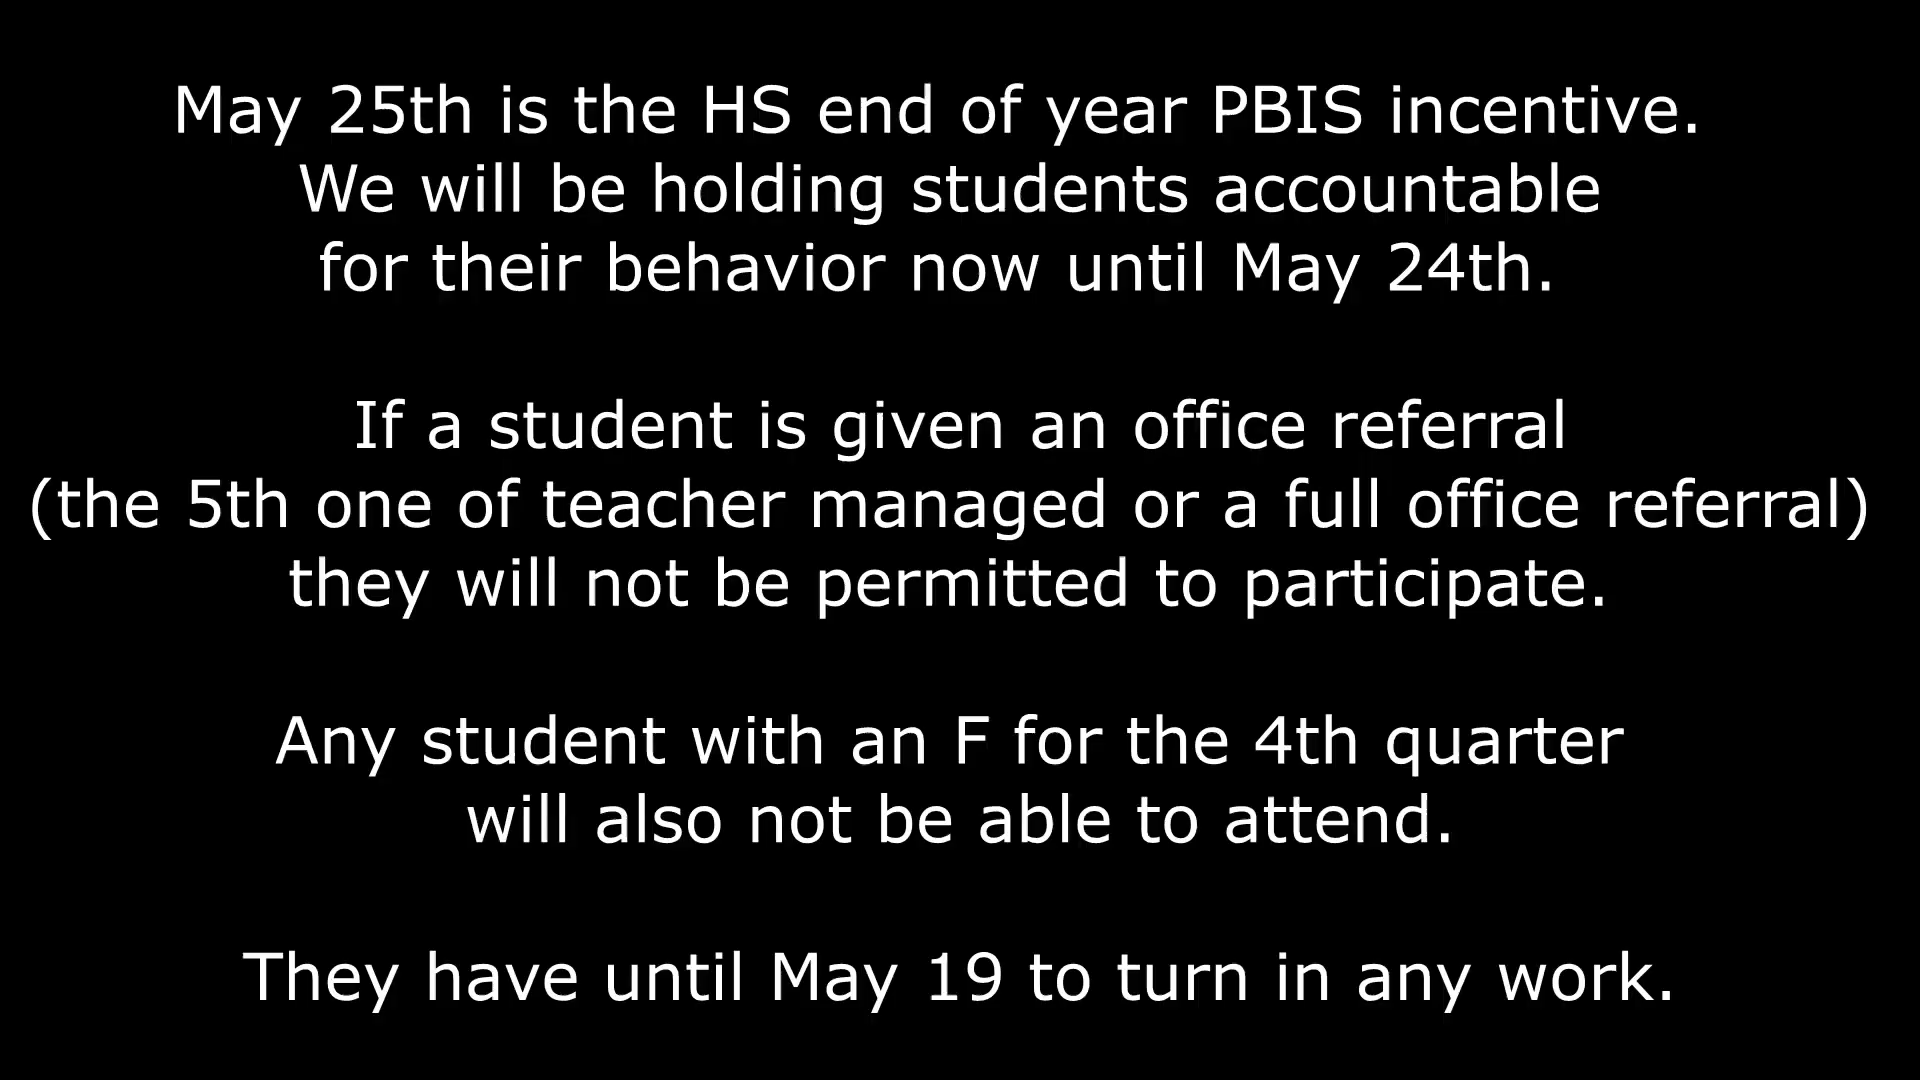 May 25th is the HS end of year PBIS incentive.
We will be holding students accountable
for their behavior now until May 24th.
If a student is given an office referral
(the 5th one of teacher managed or a full office referral)
they will not be permitted to participate.
Any student with an F for the 4th quarter
will also not be able to attend.
They have until May 19 to turn in any work.